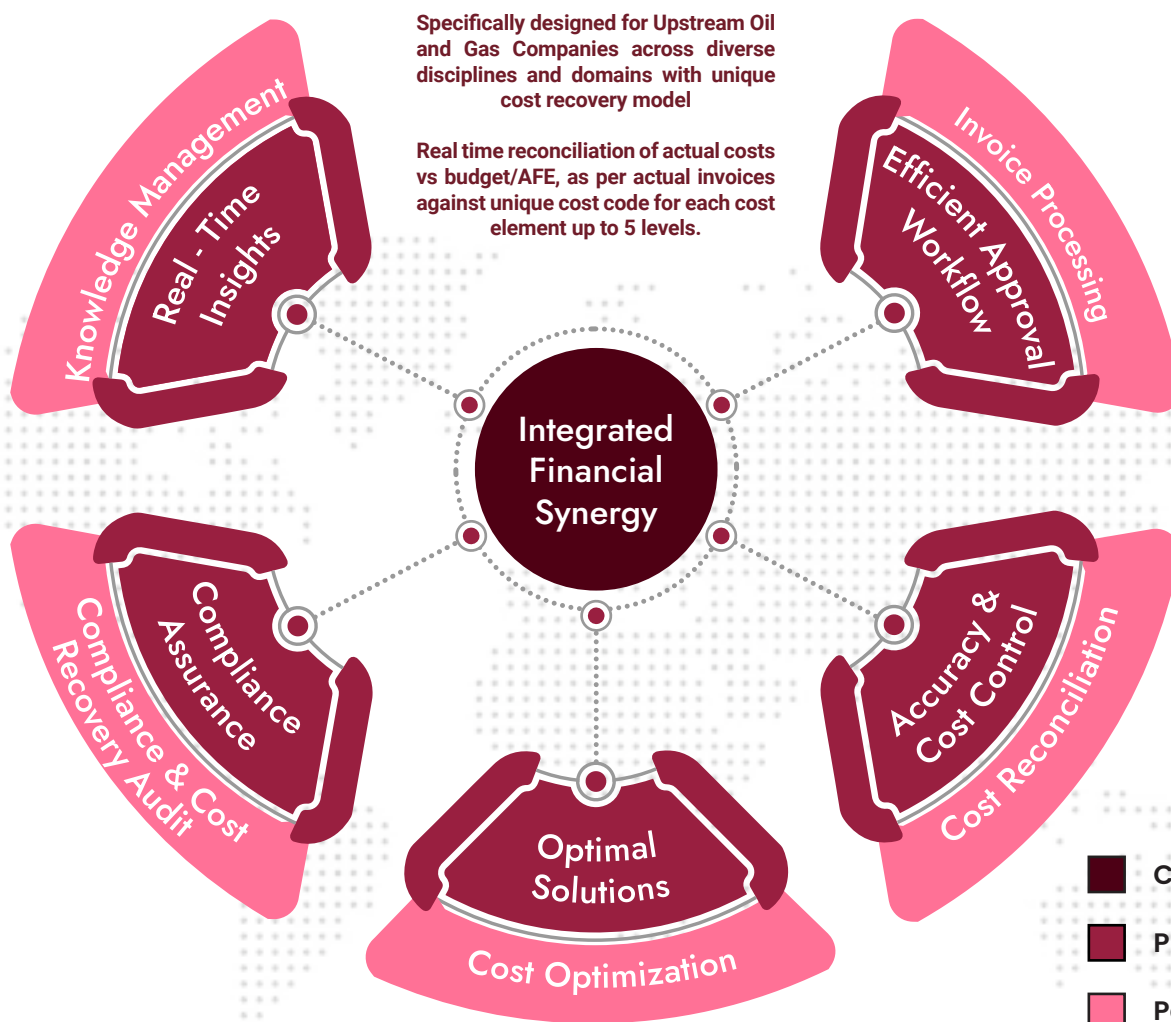 Specifically designed for Upstream Oil
and Gas Companies across diverse
disciplines and domains with unique
cost recovery model
Real time reconciliation of actual costs
vs budget/AFE, as per actual invoices
against unique cost code for each cost
element up to 5 levels.
Knowledge Management
Real - Time
Insights
Invoice Processing
Efficient Approval
Workflow
Integrated
Financial
Synergy
Compliance & Cost
Recovery Audit
Compliance
Assurance
Accuracy &
Cost Control
Cost Reconciliation
Optimal
Solutions
Cost Optimization